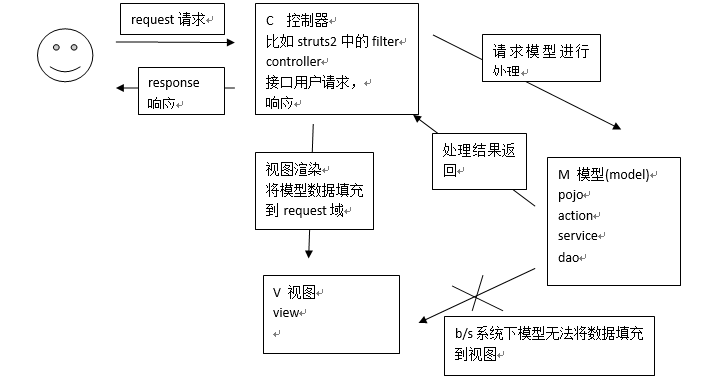 request 请求
C 控制器
比如 struts2 中的 filter
controller
接口用户请求，
响应
请求模型进行
处理
response
响应
处理结果返
回
视图渲染
将模型数据填充
到 request 域
M 模型(model)
pojo
action
service
dao
V 视图
view
b/s 系统下模型无法将数据填充
到视图